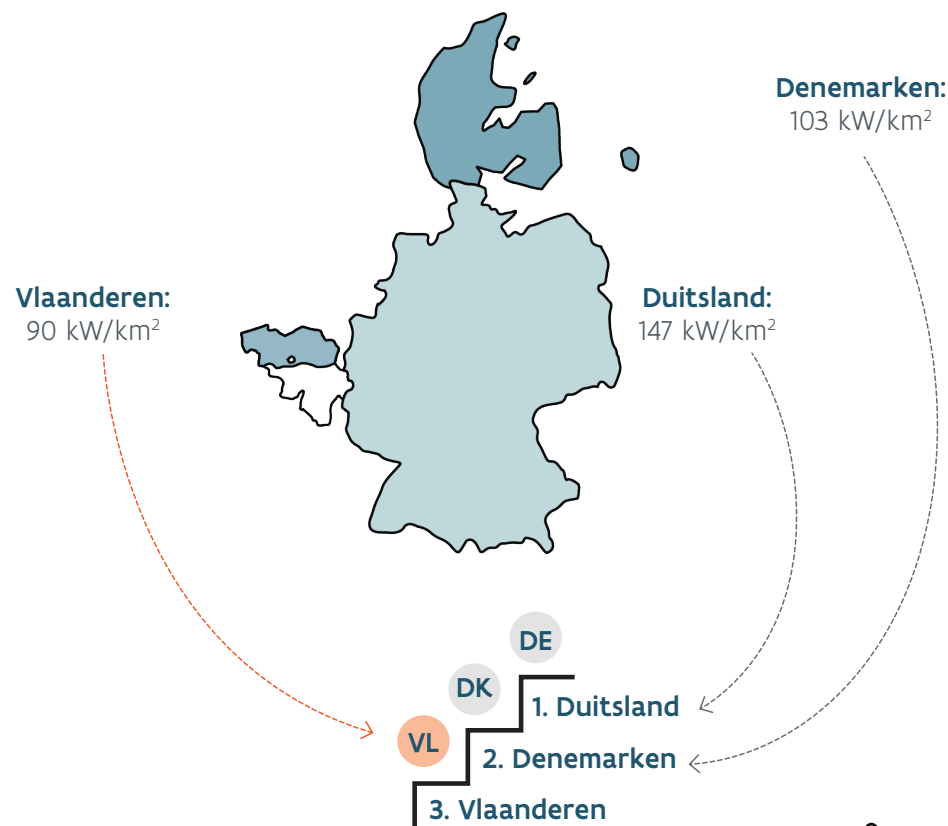 Denemarken:
103 kW/km²
Vlaanderen:
90 kW/km²
Duitsland:
147 kW/km²
DE
DK
VL
1. Duitsland
2. Denemarken
3. Vlaanderen